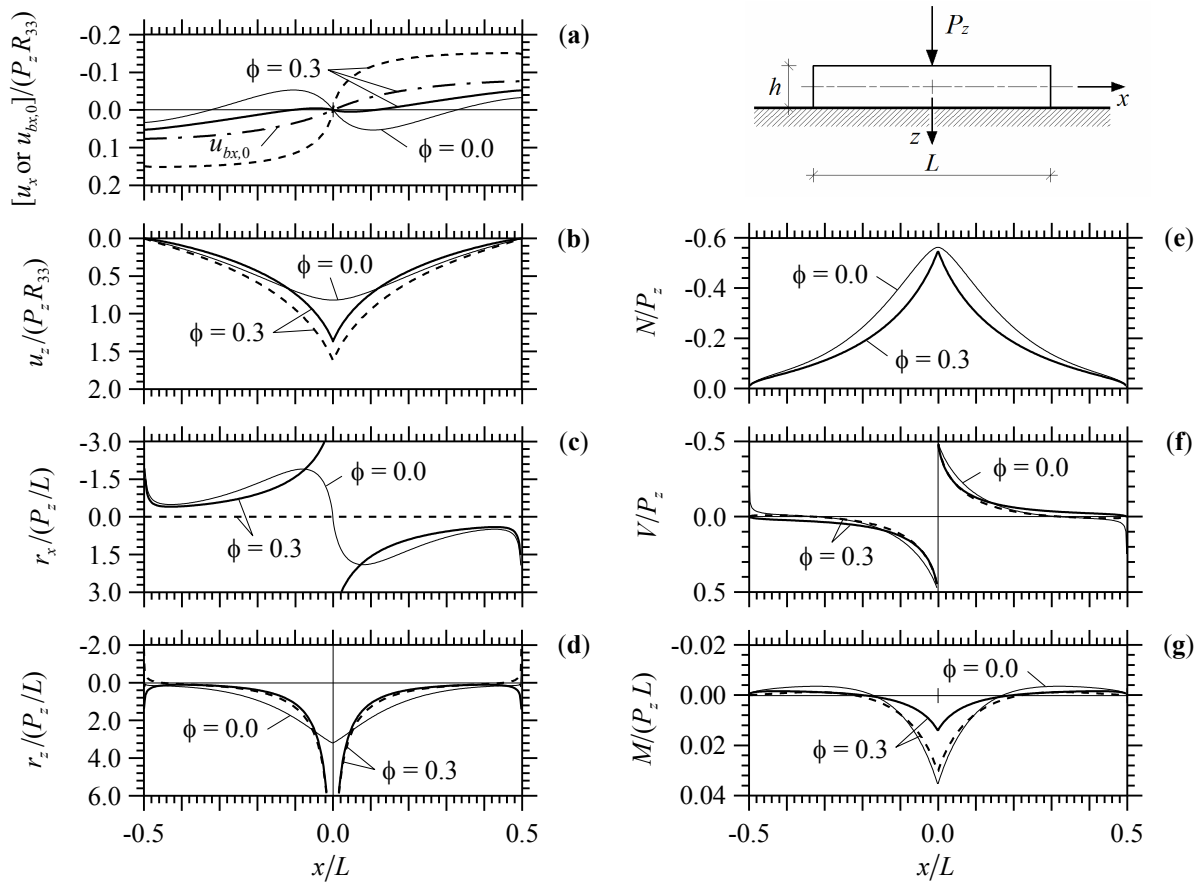 [u_x or u_{bx,0}]/(P_z R_33)
-0.2
-0.1
0.0
0.1
0.2
(a)
ϕ = 0.3
u_{bx,0}
ϕ = 0.0
P_z
h
x
z
L
u_z/(P_z R_33)
0.0
0.5
1.0
1.5
2.0
(b)
ϕ = 0.0
ϕ = 0.3
N/P_z
-0.6
-0.4
-0.2
0.0
(e)
ϕ = 0.0
ϕ = 0.3
r_x/(P_z/L)
-3.0
-1.5
0.0
1.5
3.0
(c)
ϕ = 0.0
ϕ = 0.3
V/P_z
-0.5
0.0
0.5
(f)
ϕ = 0.0
ϕ = 0.3
r_z/(P_z/L)
-2.0
0.0
2.0
4.0
6.0
(d)
ϕ = 0.0
ϕ = 0.3
-0.5
0.0
0.5
x/L
M/(P_z L)
-0.02
0.00
0.02
0.04
(g)
ϕ = 0.0
ϕ = 0.3
-0.5
0.0
0.5
x/L